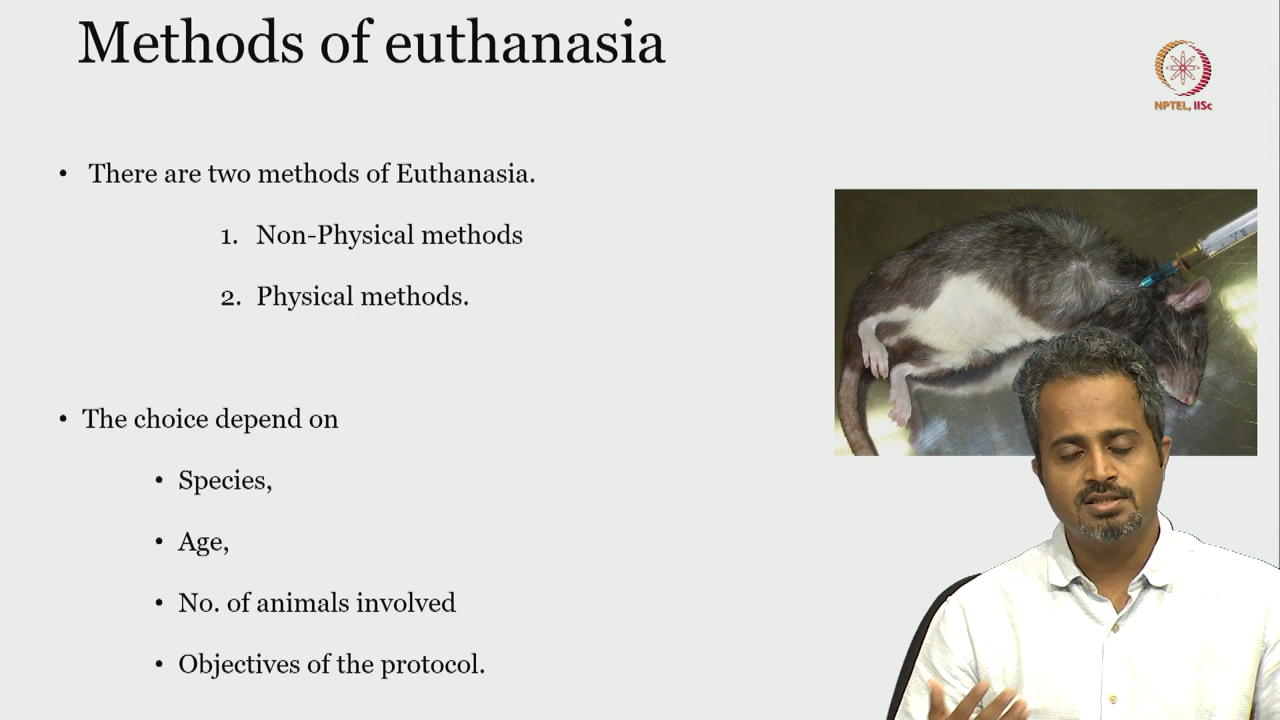 Methods of euthanasia
NPTEL, IISc
• There are two methods of Euthanasia.
1. Non-Physical methods
2. Physical methods.
• The choice depend on
• Species,
• Age,
• No. of animals involved
• Objectives of the protocol.